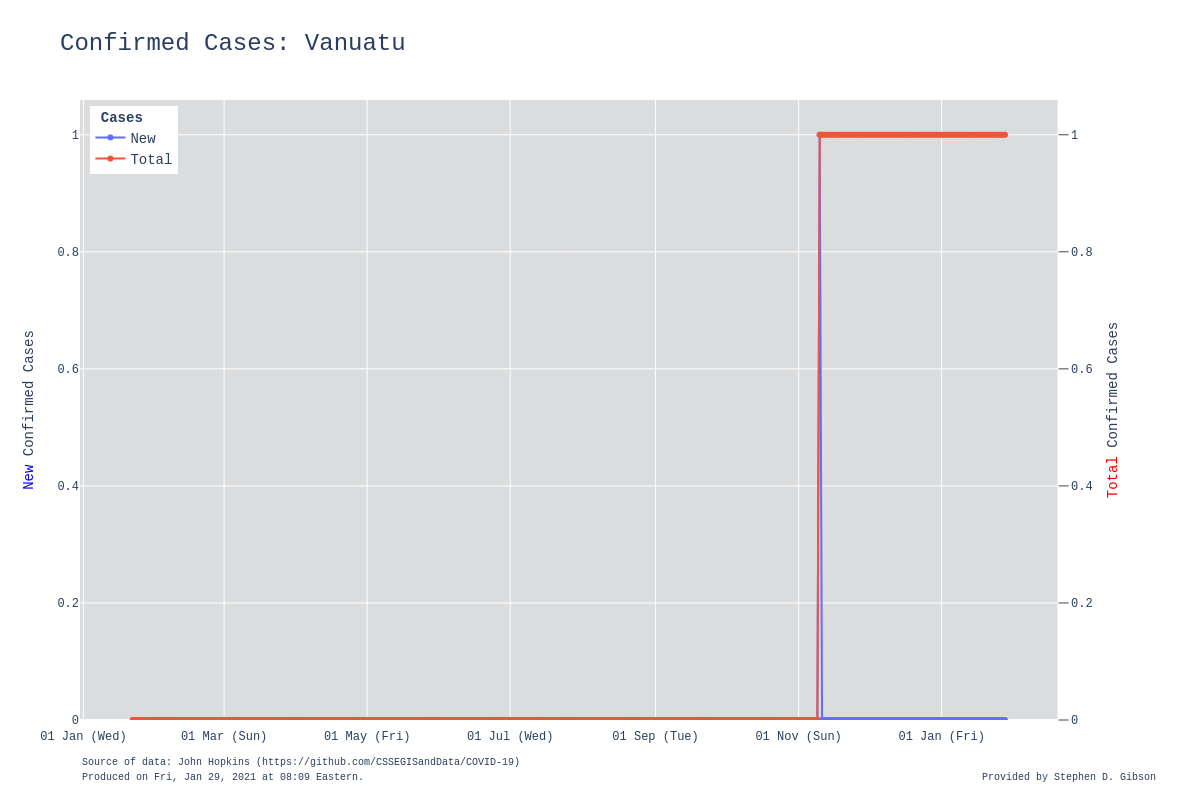 Confirmed Cases: Vanuatu
Cases
New
Total
1
0.8
0.6
0.4
0.2
0
New Confirmed Cases
1
0.8
0.6
0.4
0.2
0
Total Confirmed Cases
01 Jan (Wed)
01 Mar (Sun)
01 May (Fri)
01 Jul (Wed)
01 Sep (Tue)
01 Nov (Sun)
01 Jan (Fri)
Source of data: John Hopkins (https://github.com/CSSEGISandData/COVID-19)
Produced on Fri, Jan 29, 2021 at 08:09 Eastern.
Provided by Stephen D. Gibson